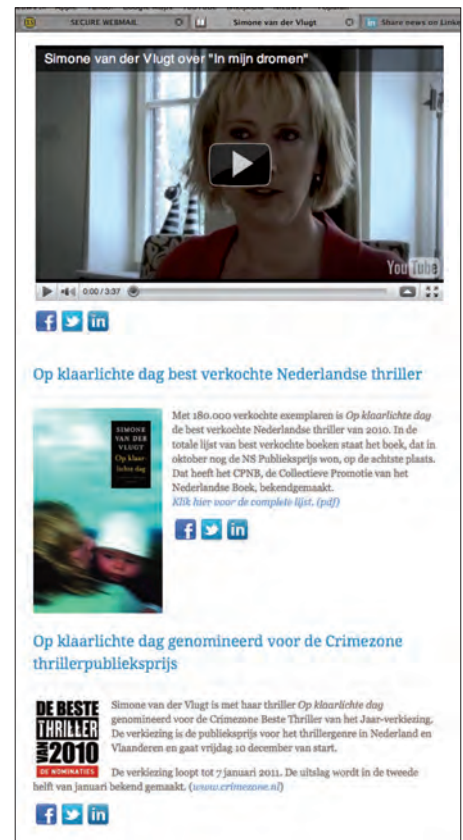 SECURE WEBMAIL
Simone van der Vlugt
in Share news on Linke
Simone van der Vlugt over "In mijn dromen"
YouTube
0:00 / 3:37
f in
Op klaarlichte dag best verkochte Nederlandse thriller
SIMONE
VAN DER
VLUGT
Op klaar-
lichte dag
Met 180.000 verkochte exemplaren is Op klaarlichte dag
de best verkochte Nederlandse thriller van 2010. In de
totale lijst van best verkochte boeken staat het boek, dat in
oktober nog de NS Publieksprijs won, op de achtste plaats.
Dat heeft het CPNB, de Collectieve Promotie van het
Nederlandse Boek, bekendgemaakt.
Klik hier voor de complete lijst. (pdf)
f in
Op klaarlichte dag genomineerd voor de Crimezone
thrillerpublieksprijs
DE BESTE
THRILLER
VAN 2010
DE NOMINATIES
Simone van der Vlugt is met haar thriller Op klaarlichte dag
genomineerd voor de Crimezone Beste Thriller van het Jaar-verkiezing.
De verkiezing is de publieksprijs voor het thrillergenre in Nederland en
Vlaanderen en gaat vrijdag 10 december van start.
De verkiezing loopt tot 7 januari 2011. De uitslag wordt in de tweede
helft van januari bekend gemaakt. (www.crimezone.nl)
f in